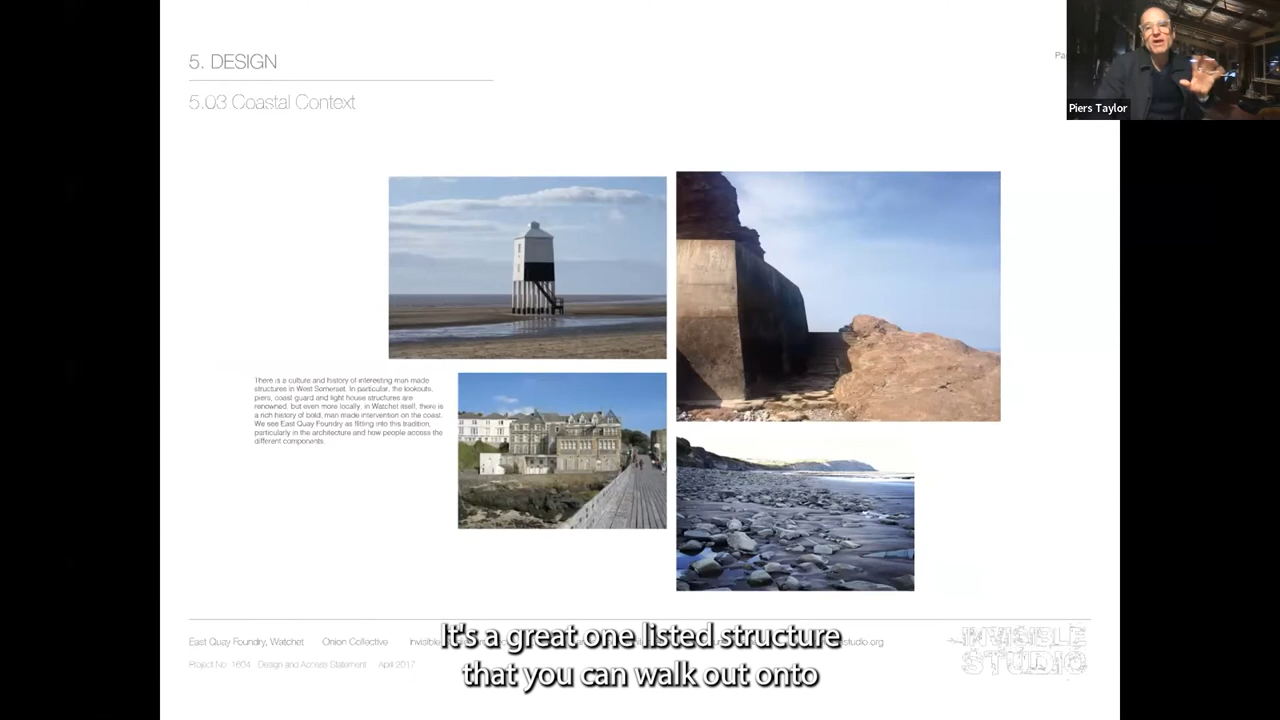 5. DESIGN
5.03 Coastal Context
Pa
Piers Taylor
There is a culture and history of interesting man made
structures in West Somerset. In particular, the lookouts,
piers, coast guard and light house structures are
renowned, but even more locally, in Watchet itself, there is
a rich history of bold, man made intervention on the coast.
We see East Quay Foundry as fitting into this tradition,
particularly in the architecture and how people access the
different components.
East Quay Foundry, Watchet Onion Collective Invisible studio.org
Project No 1604 Design and Access Statement April 2017
INVISIBLE
STUDIO
It's a great one listed structure
that you can walk out onto